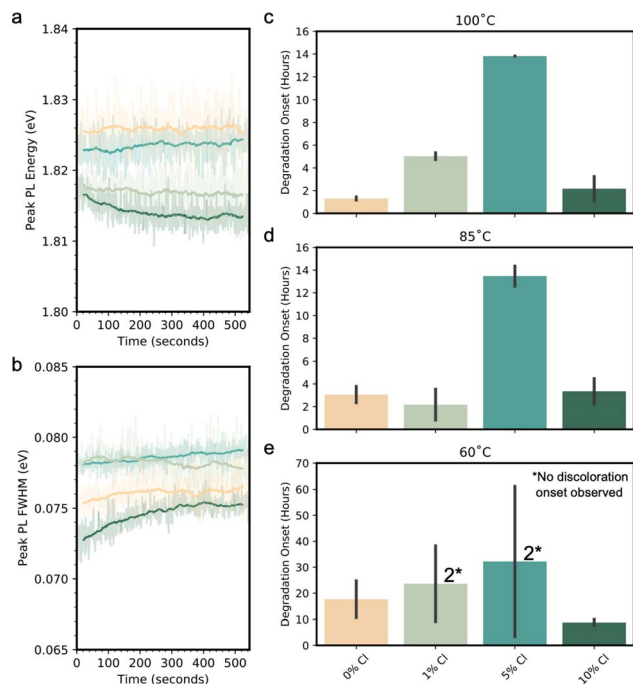 a
1.84
1.83
1.82
1.81
1.80
Peak PL Energy (eV)
0 100 200 300 400 500
Time (seconds)
b
0.085
0.080
0.075
0.070
0.065
Peak PL FWHM (eV)
0 100 200 300 400 500
Time (seconds)
c
100˚C
16
14
12
10
8
6
4
2
0
Degradation Onset (Hours)
d
85˚C
16
14
12
10
8
6
4
2
0
Degradation Onset (Hours)
e
60˚C
70
60
50
40
30
20
10
0
Degradation Onset (Hours)
*No discoloration
onset observed
2* 2*
0% Cl 1% Cl 5% Cl 10% Cl